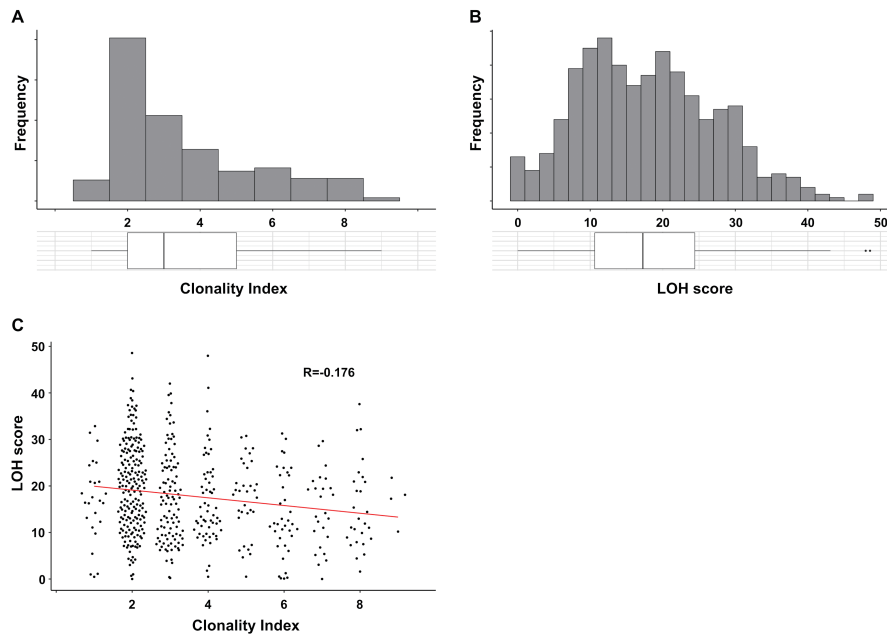 A
Frequency
2 4 6 8
Clonality Index
B
Frequency
0 10 20 30 40 50
LOH score
C
50
40
30
20
10
0
LOH score
R=-0.176
2 4 6 8
Clonality Index